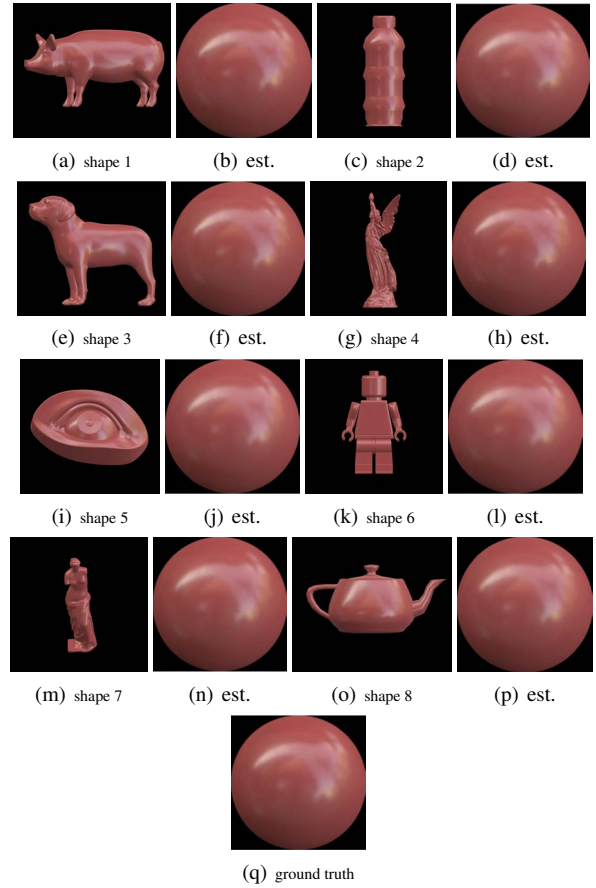 (a) shape 1 (b) est. (c) shape 2 (d) est.
(e) shape 3 (f) est. (g) shape 4 (h) est.
(i) shape 5 (j) est. (k) shape 6 (l) est.
(m) shape 7 (n) est. (o) shape 8 (p) est.
(q) ground truth